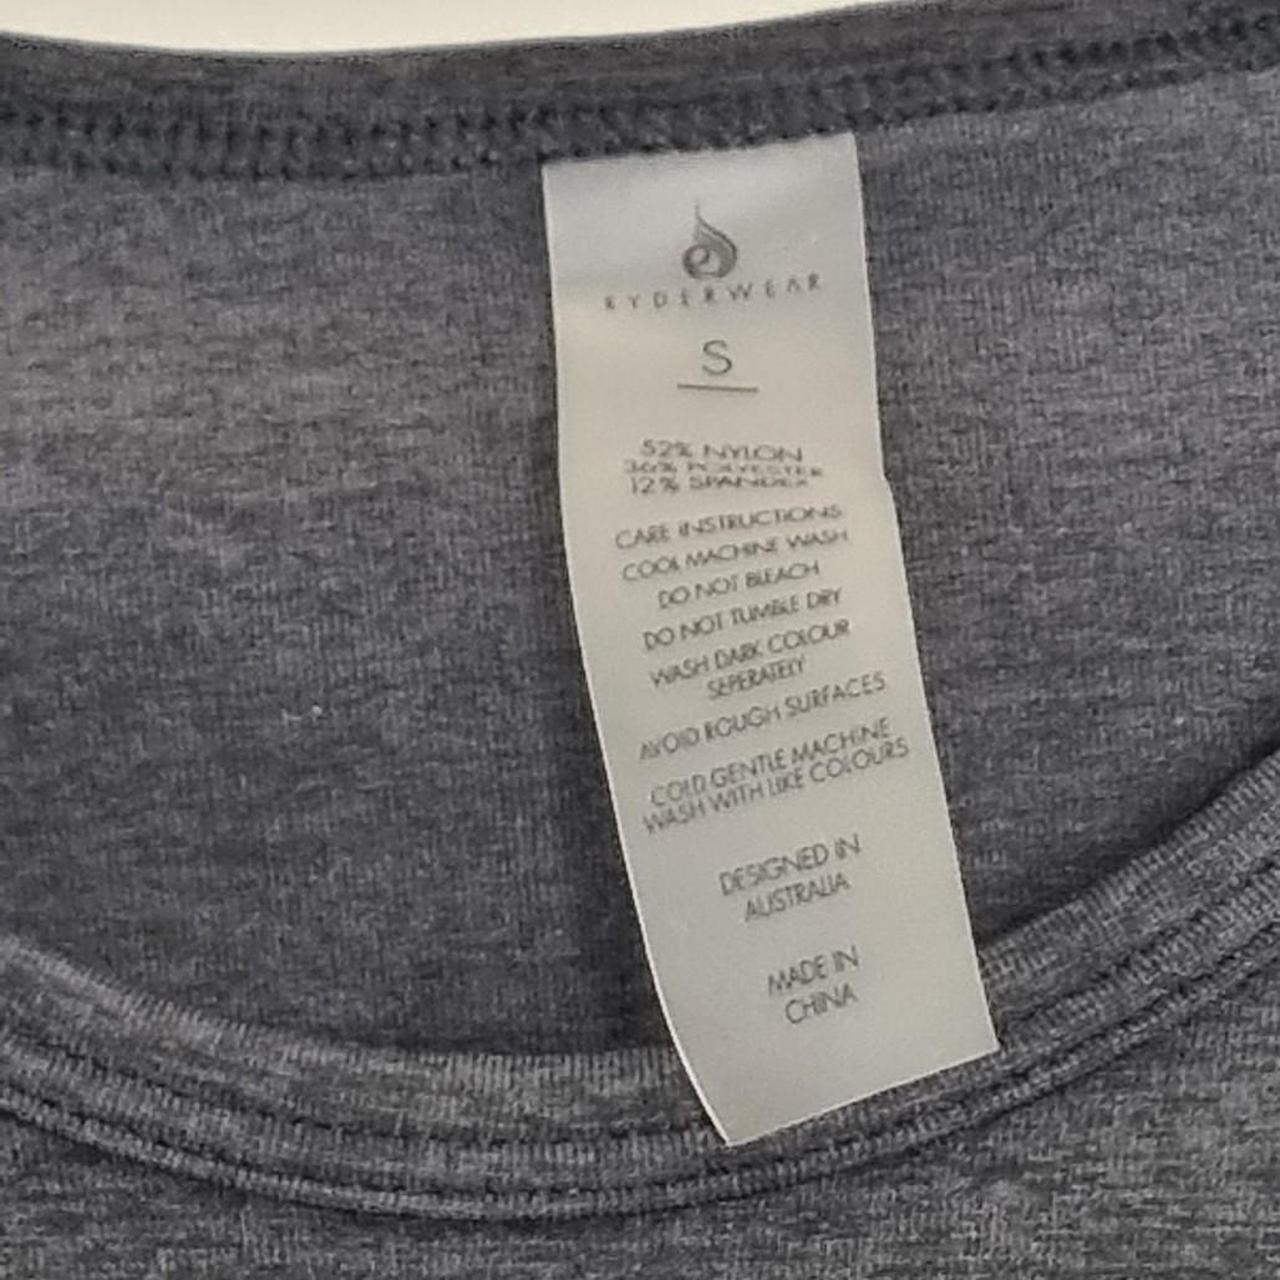 RYDERWEAR
S
52% NYLON
36% POLYESTER
12% SPANDEX
CARE INSTRUCTIONS
COOL MACHINE WASH
DO NOT BLEACH
DO NOT TUMBLE DRY
WASH DARK COLOUR
SEPERATELY
AVOID ROUGH SURFACES
COLD GENTLE MACHINE
WASH WITH LIKE COLOURS
DESIGNED IN
AUSTRALIA
MADE IN
CHINA